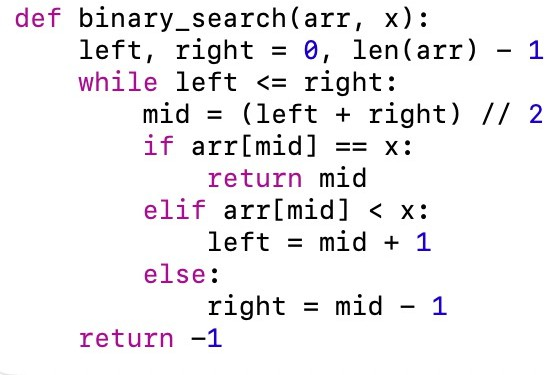 def binary_search(arr, x):
    left, right = 0, len(arr) - 1
    while left <= right:
        mid = (left + right) // 2
        if arr[mid] == x:
            return mid
        elif arr[mid] < x:
            left = mid + 1
        else:
            right = mid - 1
    return -1